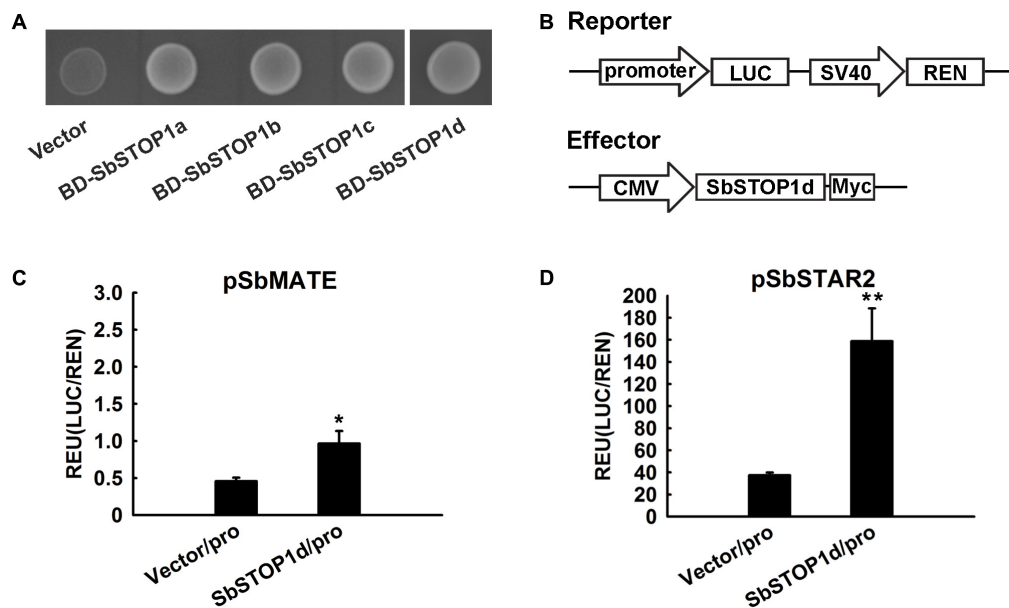 A
Vector
BD-SbSTOP1a
BD-SbSTOP1b
BD-SbSTOP1c
BD-SbSTOP1d
B
Reporter
promoter LUC SV40 REN
Effector
CMV SbSTOP1d Myc
C
pSbMATE
REU(LUC/REN)
3.0
2.5
2.0
1.5
1.0
0.5
0
*
Vector/pro
SbSTOP1d/pro
D
pSbSTAR2
REU(LUC/REN)
200
180
160
140
120
100
80
60
40
20
0
**
Vector/pro
SbSTOP1d/pro